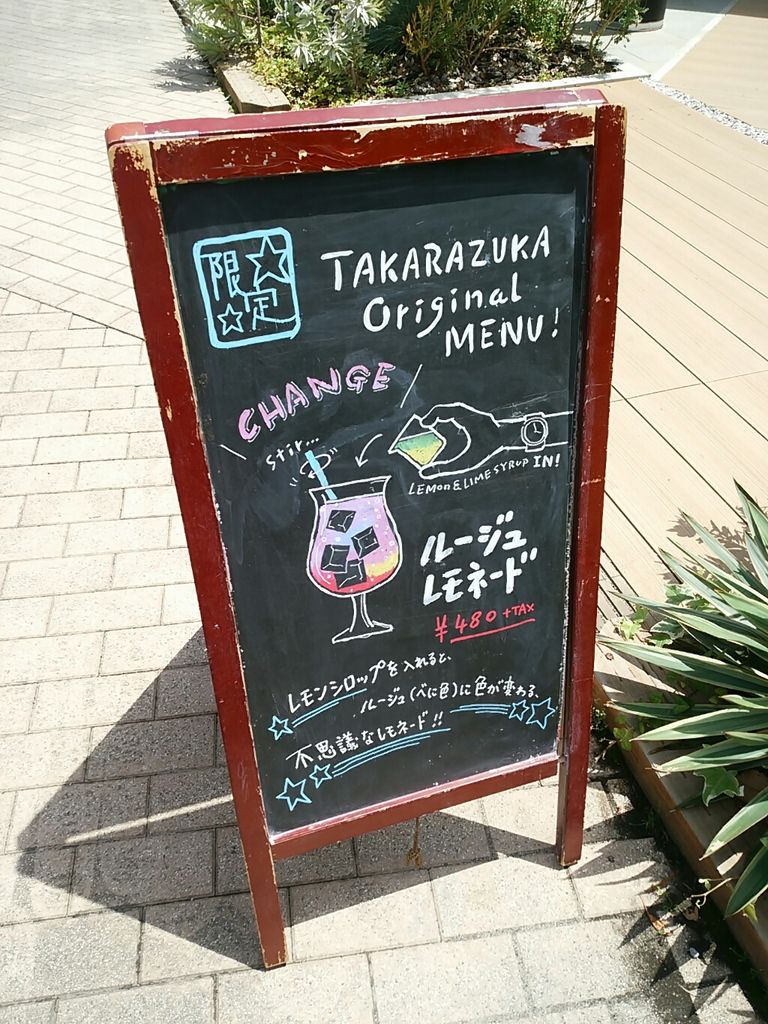 限定
TAKARAZUKA
Original
MENU!
CHANGE
stir...
LEMON & LIME SYRUP IN!
ルージュ
レモネード
¥480 +TAX
レモンシロップを入れると、
ルージュ(べに色)に色が変わる、
不思議なレモネード!!